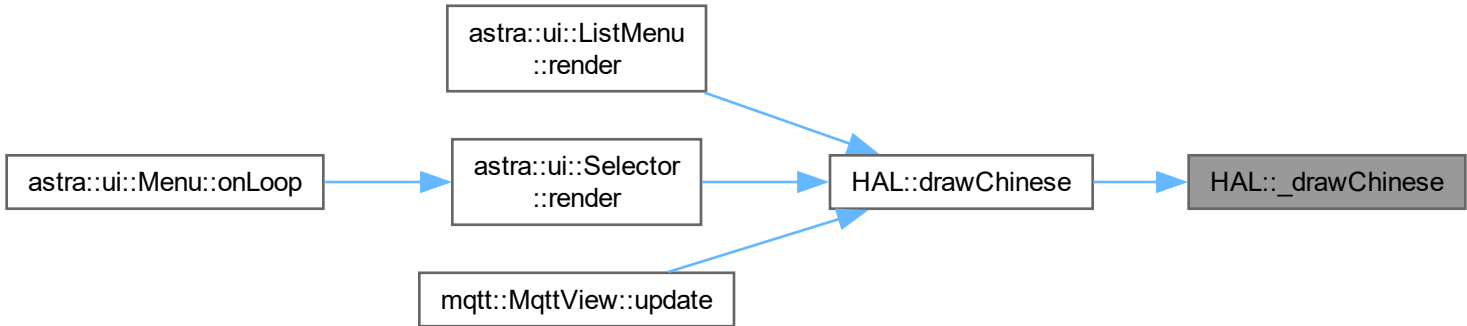 astra::ui::ListMenu
::render
astra::ui::Menu::onLoop
astra::ui::Selector
::render
HAL::drawChinese
HAL::_drawChinese
mqtt::MqttView::update